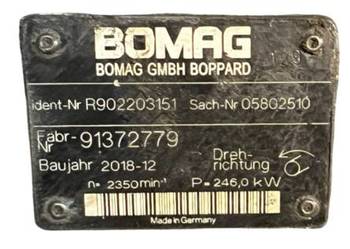 BOMAG
BOMAG GMBH BOPPARD
ident-Nr R902203151 Sach-Nr 05802510
Fabr-Nr 91372779
Baujahr 2018-12 Dreh-richtung
n= 2350min⁻¹ P= 246,0 kW
Made in Germany